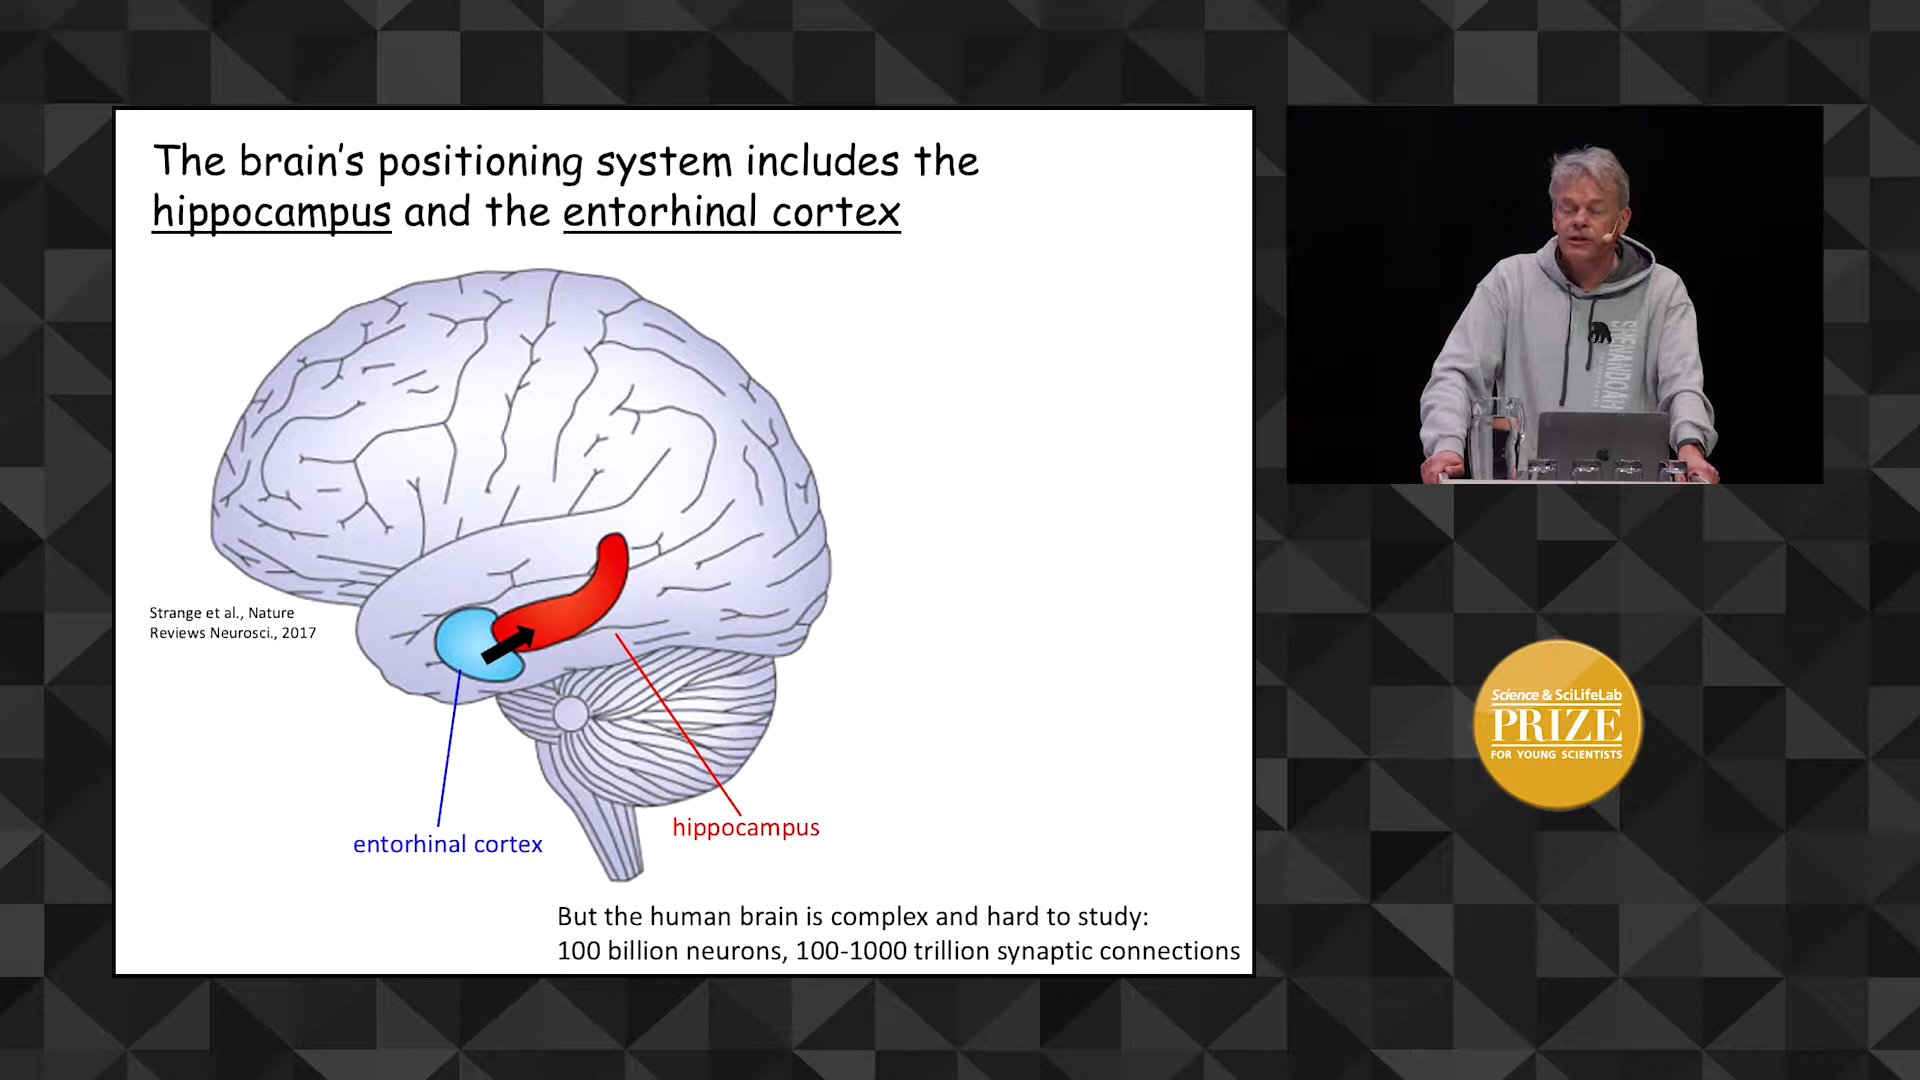 The brain's positioning system includes the
hippocampus and the entorhinal cortex
Strange et al., Nature
Reviews Neurosci., 2017
entorhinal cortex
hippocampus
But the human brain is complex and hard to study:
100 billion neurons, 100-1000 trillion synaptic connections
SHENANDOAH
Science & SciLifeLab
PRIZE
FOR YOUNG SCIENTISTS